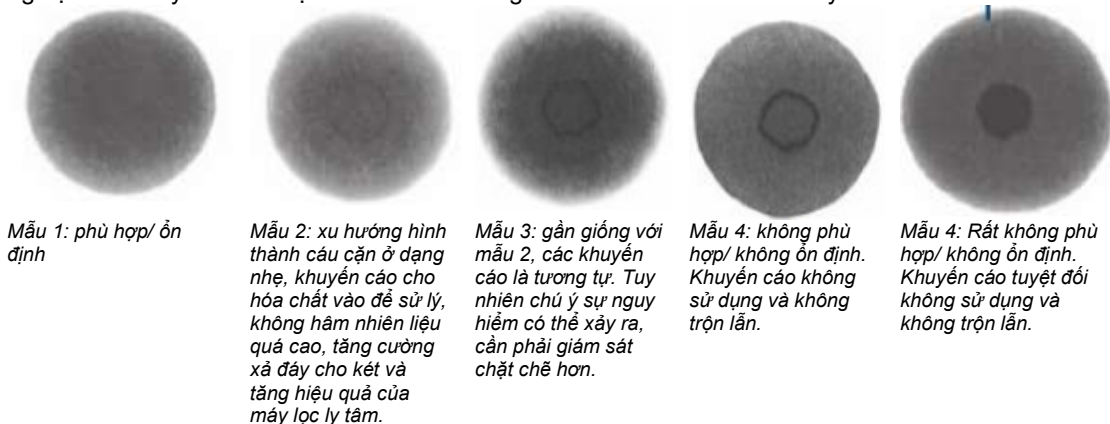 Mẫu 1: phù hợp/ ổn
định
Mẫu 2: xu hướng hình
thành cáu cặn ở dạng
nhẹ, khuyến cáo cho
hóa chất vào để sử lý,
không hâm nhiên liệu
quá cao, tăng cường
xả đáy cho két và
tăng hiệu quả của
máy lọc ly tâm.
Mẫu 3: gần giống với
mẫu 2, các khuyến
cáo là tương tự. Tuy
nhiên chú ý sự nguy
hiểm có thể xảy ra,
cần phải giám sát
chặt chẽ hơn.
Mẫu 4: không phù
hợp/ không ổn định.
Khuyến cáo không
sử dụng và không
trộn lẫn.
Mẫu 4: Rất không phù
hợp/ không ổn định.
Khuyến cáo tuyệt đối
không sử dụng và
không trộn lẫn.